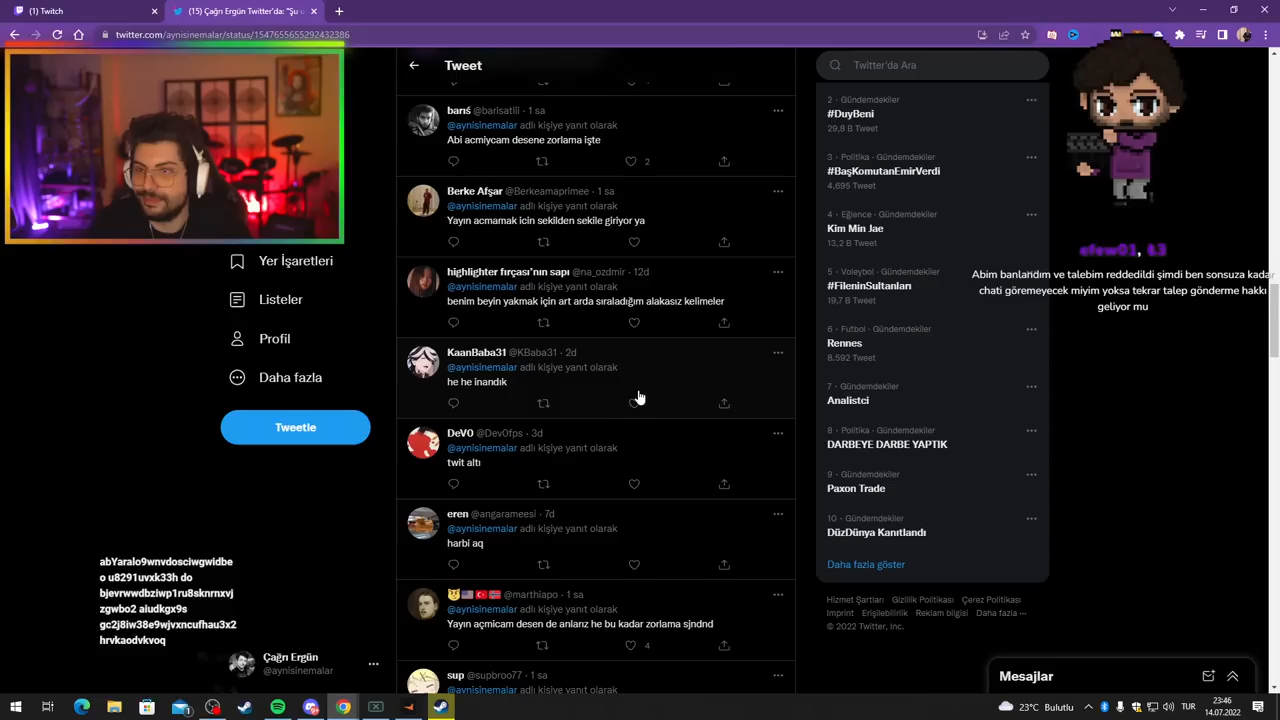 (1) Twitch
(15) Çağrı Ergün Twitter'da: "Şu
twitter.com/aynisinemalar/status/1547655655292432386
Tweet
barıś @barisatlii · 1 sa
@aynisinemalar adlı kişiye yanıt olarak
Abi acmiycam desene zorlama işte
2
Berke Afşar @Berkeamaprimee · 1 sa
@aynisinemalar adlı kişiye yanıt olarak
Yayın acmamak icin sekilden sekile giriyor ya
highlighter fırçası'nın sapı @na_ozdmir · 12d
@aynisinemalar adlı kişiye yanıt olarak
benim beyin yakmak için art arda sıraladığım alakasız kelimeler
KaanBaba31 @KBaba31 · 2d
@aynisinemalar adlı kişiye yanıt olarak
he he inandık
DeV0 @Dev0fps · 3d
@aynisinemalar adlı kişiye yanıt olarak
twit altı
eren @angarameesi · 7d
@aynisinemalar adlı kişiye yanıt olarak
harbi aq
@marthlapo · 1 sa
@aynisinemalar adlı kişiye yanıt olarak
Yayın açmicam desen de anlarız he bu kadar zorlama sjndnd
4
sup @supbroo77 · 1 sa
@aynisinemalar adlı kişiye yanıt olarak
Yer İşaretleri
Listeler
Profil
Daha fazla
Tweetle
abYaralo9wnvdosciwgwidbe
o u8291uvxk33h do
bjevrwwdbziwp1ru8sknrnxvj
zgwbo2 aiudkgx9s
gc2j8iw38e9wjvxncufhau3x2
hrvkaodvkvoq
Çağrı Ergün
@aynisinemalar
Twitter'da Ara
2 · Gündemdekiler
#DuyBeni
29,8 B Tweet
3 · Politika · Gündemdekiler
#BaşKomutanEmirVerdi
4,695 Tweet
4 · Eğlence · Gündemdekiler
Kim Min Jae
13,2 B Tweet
5 · Voleybol · Gündemdekiler
#FileninSultanları
19,7 B Tweet
6 · Futbol · Gündemdekiler
Rennes
8.592 Tweet
7 · Gündemdekiler
Analistci
8 · Politika · Gündemdekiler
DARBEYE DARBE YAPTIK
9 · Gündemdekiler
Paxon Trade
10 · Gündemdekiler
DüzDünya Kanıtlandı
Daha fazla göster
Hizmet Şartları Gizlilik Politikası Çerez Politikası
Imprint Erişilebilirlik Reklam bilgisi Daha fazla ···
© 2022 Twitter, Inc.
Abim banlandım ve talebim reddedildi şimdi ben sonsuza kadar
chati göremeyecek miyim yoksa tekrar talep gönderme hakkı
geliyor mu
Mesajlar
23°C Bulutlu
TUR
23:46
14.07.2022